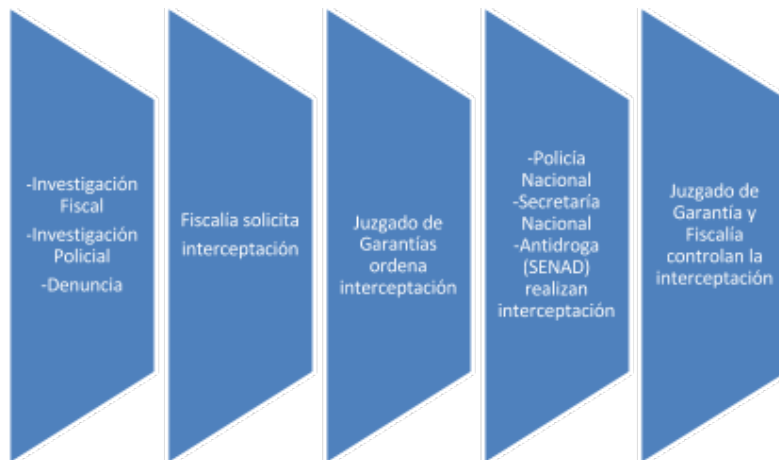 -Investigación
Fiscal
-Investigación
Policial
-Denuncia
Fiscalía solicita
interceptación
Juzgado de
Garantías
ordena
interceptación
-Policía
Nacional
-Secretaría
Nacional
-Antidroga
(SENAD)
realizan
interceptación
Juzgado de
Garantía y
Fiscalía
controlan la
interceptación